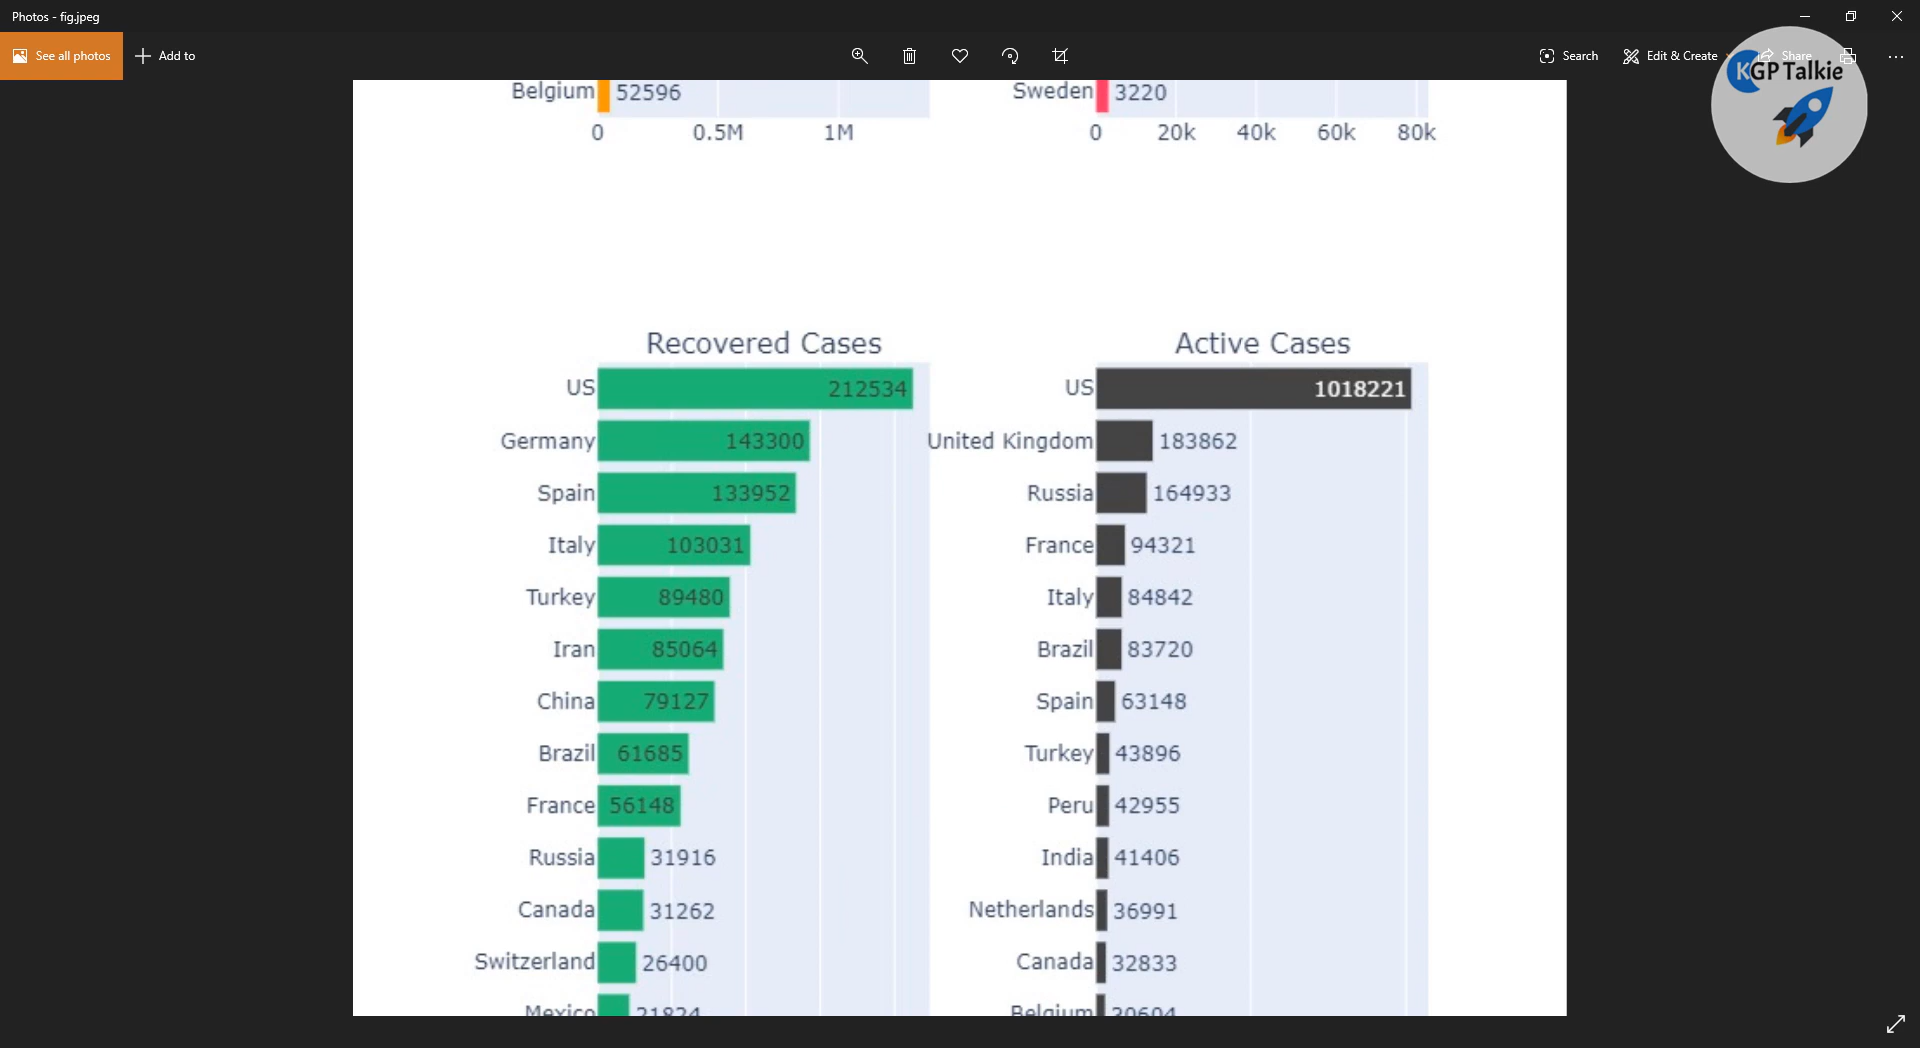 Photos - fig.jpeg
See all photos
Add to
Search
Edit & Create
Share
KGP Talkie
Belgium 52596
0 0.5M 1M
Sweden 3220
0 20k 40k 60k 80k
Recovered Cases
US 212534
Germany 143300
Spain 133952
Italy 103031
Turkey 89480
Iran 85064
China 79127
Brazil 61685
France 56148
Russia 31916
Canada 31262
Switzerland 26400
Mexico 21824
Active Cases
US 1018221
United Kingdom 183862
Russia 164933
France 94321
Italy 84842
Brazil 83720
Spain 63148
Turkey 43896
Peru 42955
India 41406
Netherlands 36991
Canada 32833
Belgium 30604